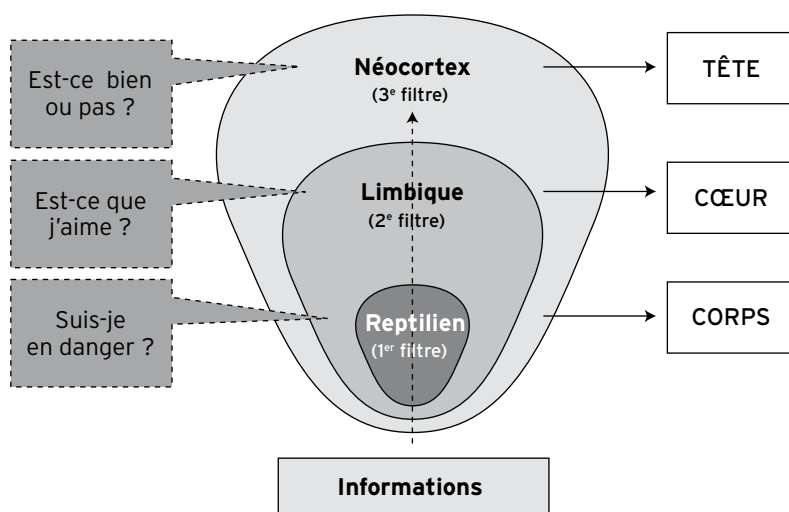 Est-ce bien
ou pas ?
Néocortex
(3e filtre)
TÊTE
Est-ce que
j'aime ?
Limbique
(2e filtre)
CŒUR
Suis-je
en danger ?
Reptilien
(1er filtre)
CORPS
Informations